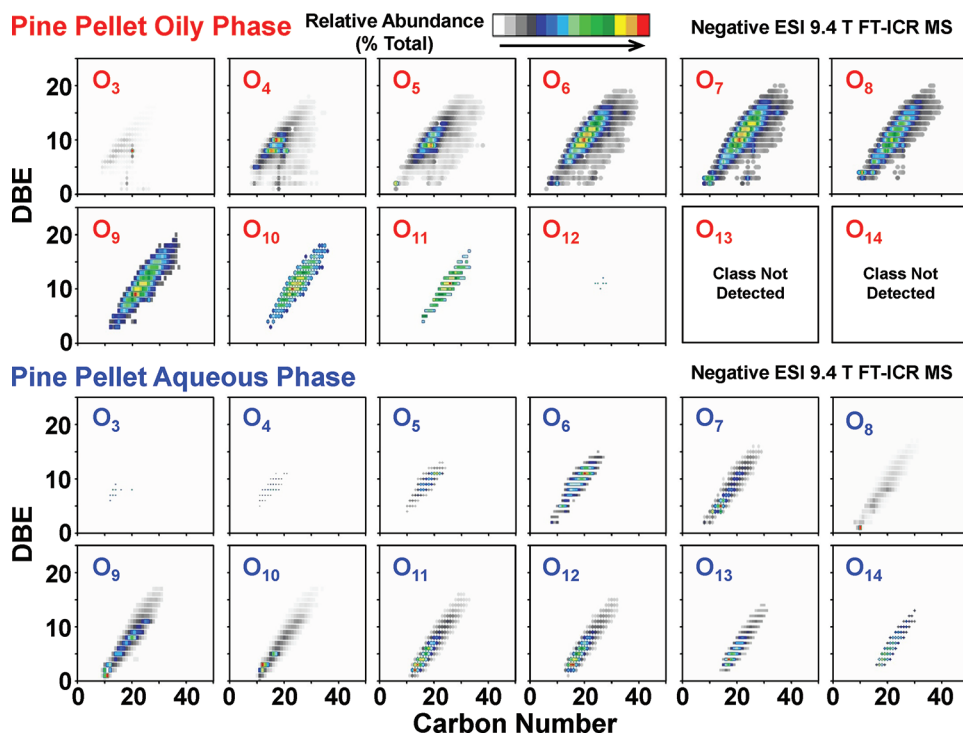 Pine Pellet Oily Phase
Relative Abundance
(% Total)
Negative ESI 9.4 T FT-ICR MS
DBE
20
10
0
O3
O4
O5
O6
O7
O8
20
10
0
O9
O10
O11
O12
O13
Class Not
Detected
O14
Class Not
Detected
Pine Pellet Aqueous Phase
Negative ESI 9.4 T FT-ICR MS
DBE
20
10
0
O3
O4
O5
O6
O7
O8
20
10
0
O9
O10
O11
O12
O13
O14
0 20 40 0 20 40 0 20 40 0 20 40 0 20 40 0 20 40
Carbon Number